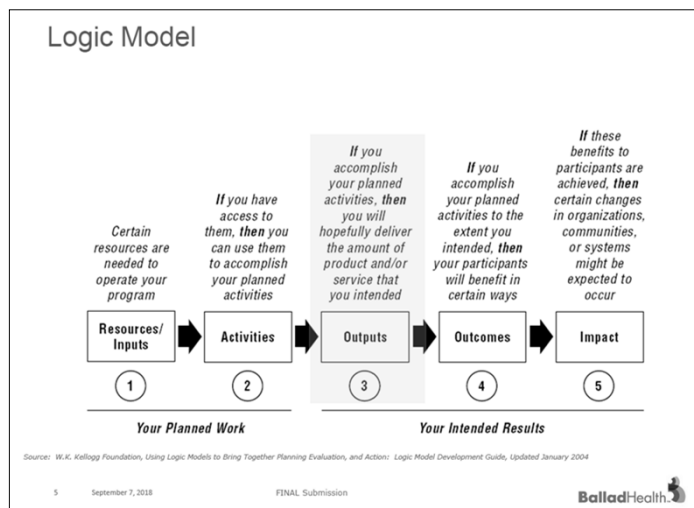 Logic Model
Certain
resources are
needed to
operate your
program
If you have
access to
them, then you
can use them
to accomplish
your planned
activities
If you
accomplish
your planned
activities, then
you will
hopefully deliver
the amount of
product and/or
service that
you intended
If you
accomplish
your planned
activities to the
extent you
intended, then
your participants
will benefit in
certain ways
If these
benefits to
participants are
achieved, then
certain changes
in organizations,
communities,
or systems
might be
expected to
occur
Resources/
Inputs
Activities
Outputs
Outcomes
Impact
1
2
3
4
5
Your Planned Work
Your Intended Results
Source: W.K. Kellogg Foundation, Using Logic Models to Bring Together Planning Evaluation, and Action: Logic Model Development Guide, Updated January 2004
5 September 7, 2018 FINAL Submission
BalladHealth